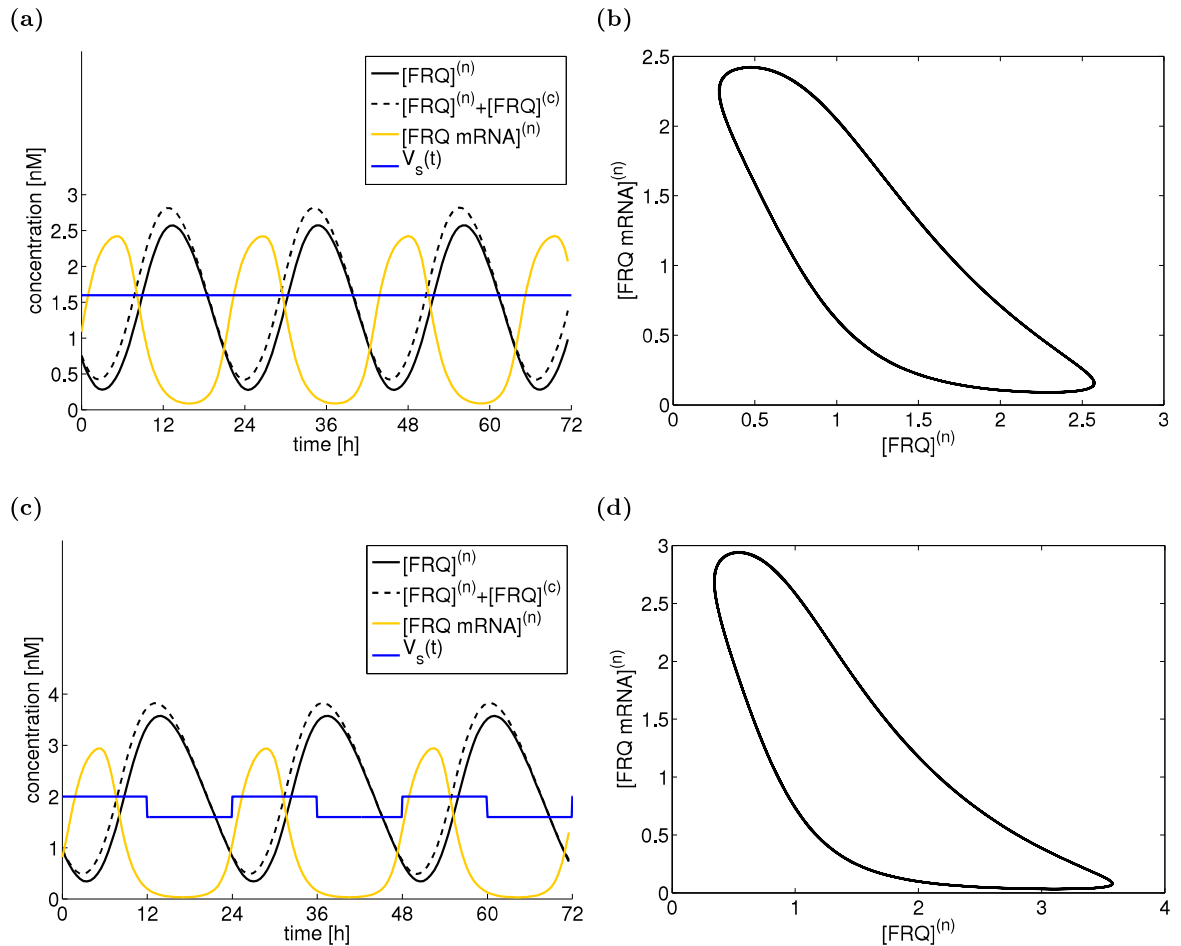 (a)
[FRQ]^(n)
[FRQ]^(n)+[FRQ]^(c)
[FRQ mRNA]^(n)
V_s(t)
concentration [nM]
3
2.5
2
1.5
1
0.5
0
0 12 24 36 48 60 72
time [h]
(b)
[FRQ mRNA]^(n)
2.5
2
1.5
1
0.5
0
0 0.5 1 1.5 2 2.5 3
[FRQ]^(n)
(c)
[FRQ]^(n)
[FRQ]^(n)+[FRQ]^(c)
[FRQ mRNA]^(n)
V_s(t)
concentration [nM]
4
3
2
1
0
0 12 24 36 48 60 72
time [h]
(d)
[FRQ mRNA]^(n)
3
2.5
2
1.5
1
0.5
0
0 1 2 3 4
[FRQ]^(n)